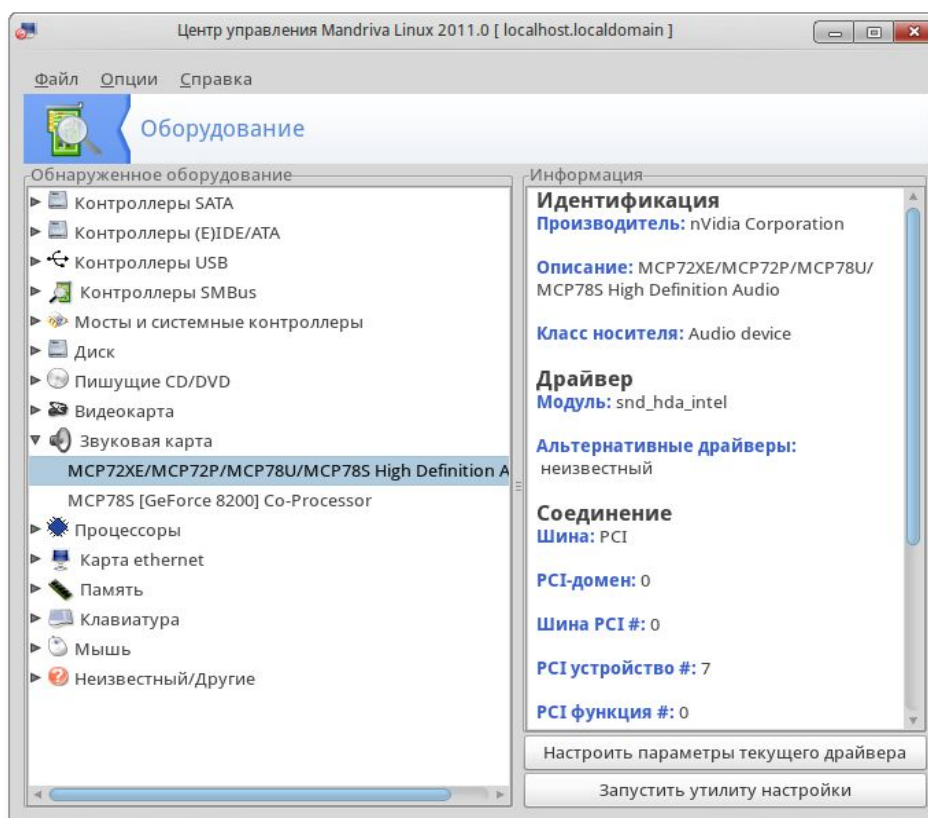 Центр управления Mandriva Linux 2011.0 [ localhost.localdomain ]
Файл Опции Справка
Оборудование
Обнаруженное оборудование
Контроллеры SATA
Контроллеры (E)IDE/ATA
Контроллеры USB
Контроллеры SMBus
Мосты и системные контроллеры
Диск
Пишущие CD/DVD
Видеокарта
Звуковая карта
MCP72XE/MCP72P/MCP78U/MCP78S High Definition A
MCP78S [GeForce 8200] Co-Processor
Процессоры
Карта ethernet
Память
Клавиатура
Мышь
Неизвестный/Другие
Информация
Идентификация
Производитель: nVidia Corporation
Описание: MCP72XE/MCP72P/MCP78U/
MCP78S High Definition Audio
Класс носителя: Audio device
Драйвер
Модуль: snd_hda_intel
Альтернативные драйверы:
неизвестный
Соединение
Шина: PCI
PCI-домен: 0
Шина PCI #: 0
PCI устройство #: 7
PCI функция #: 0
Настроить параметры текущего драйвера
Запустить утилиту настройки